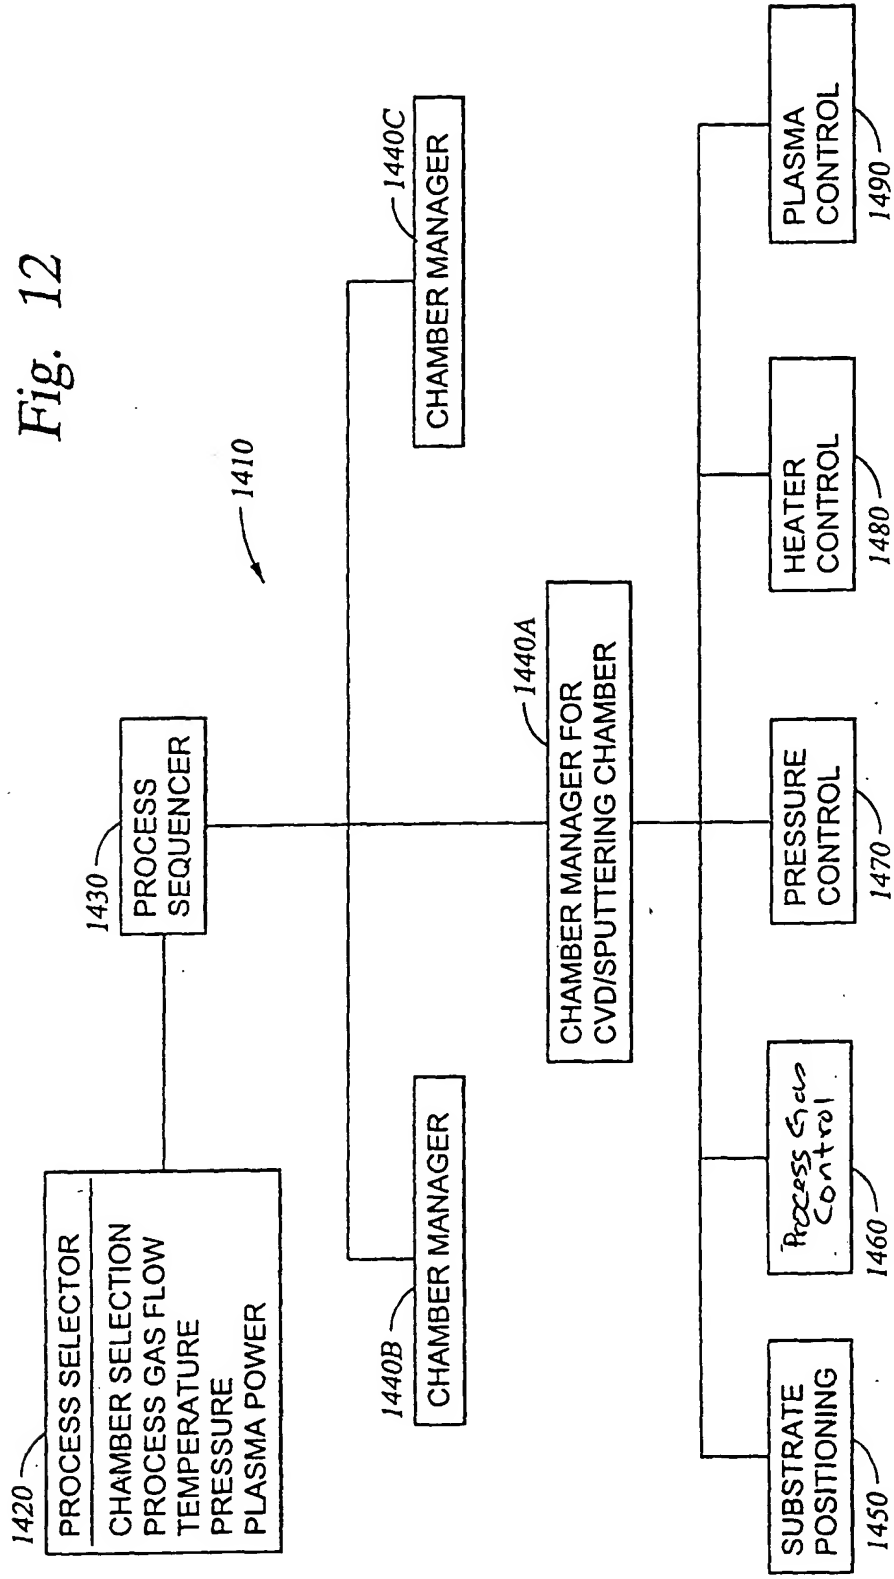 Fig. 12
1410
1420
PROCESS SELECTOR
CHAMBER SELECTION
PROCESS GAS FLOW
TEMPERATURE
PRESSURE
PLASMA POWER
1430
PROCESS
SEQUENCER
1440B
CHAMBER MANAGER
1440C
CHAMBER MANAGER
1440A
CHAMBER MANAGER FOR
CVD/SPUTTERING CHAMBER
SUBSTRATE
POSITIONING
1450
Process Gas
Control
1460
PRESSURE
CONTROL
1470
HEATER
CONTROL
1480
PLASMA
CONTROL
1490